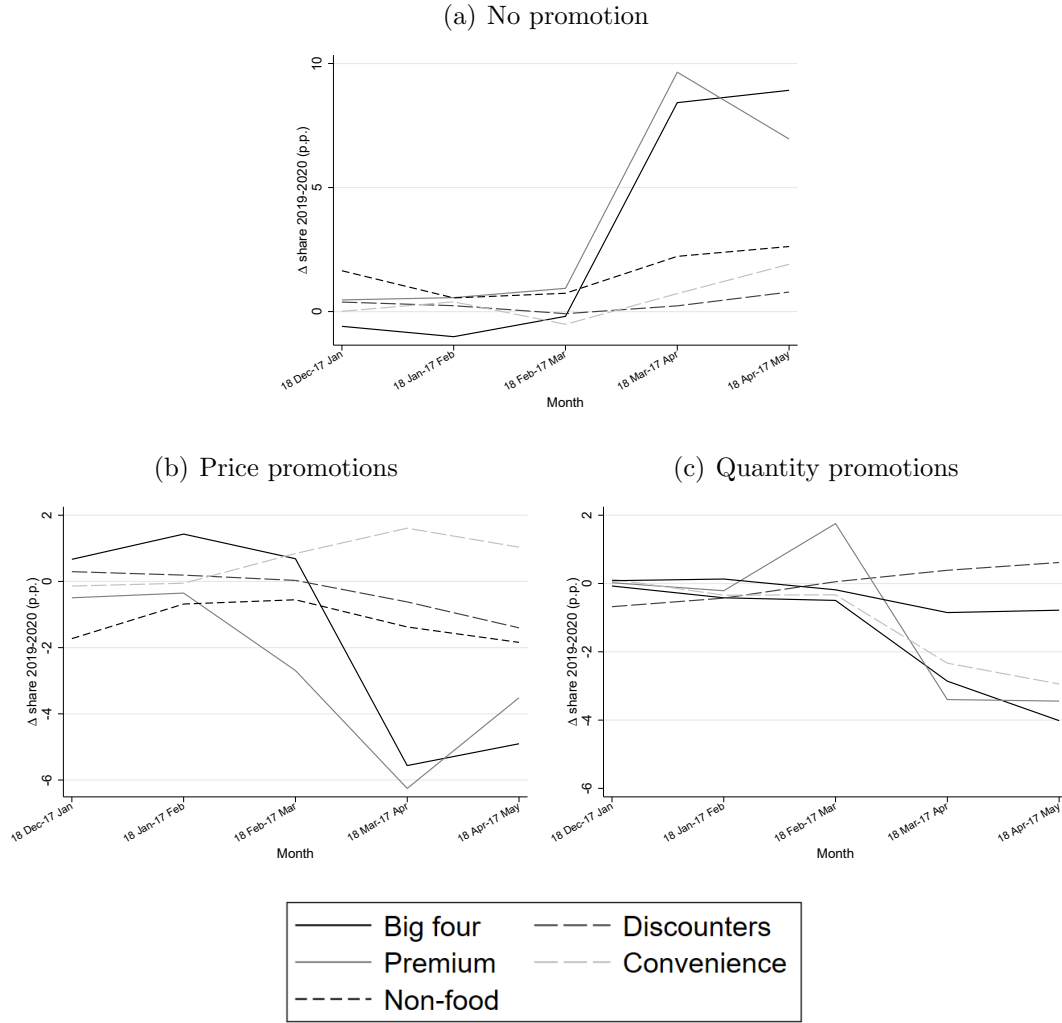 (a) No promotion
Δ share 2019-2020 (p.p.)
10
5
0
18 Dec-17 Jan
18 Jan-17 Feb
18 Feb-17 Mar
18 Mar-17 Apr
18 Apr-17 May
Month
(b) Price promotions
Δ share 2019-2020 (p.p.)
2
0
-2
-4
-6
18 Dec-17 Jan
18 Jan-17 Feb
18 Feb-17 Mar
18 Mar-17 Apr
18 Apr-17 May
Month
(c) Quantity promotions
Δ share 2019-2020 (p.p.)
2
0
-2
-4
-6
18 Dec-17 Jan
18 Jan-17 Feb
18 Feb-17 Mar
18 Mar-17 Apr
18 Apr-17 May
Month
Big four
Discounters
Premium
Convenience
Non-food